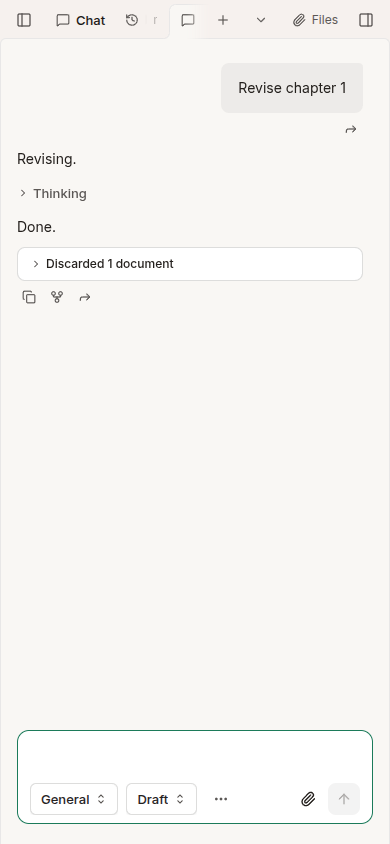 Chat
Files
Revise chapter 1
Revising.
Thinking
Done.
Discarded 1 document
General
Draft